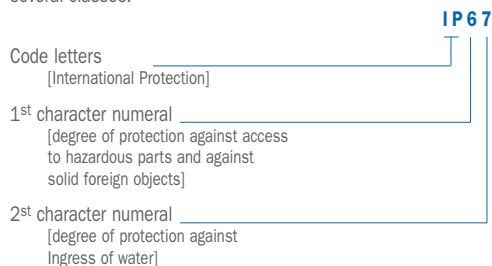 several classes.
IP67
Code letters
[International Protection]
1st character numeral
[degree of protection against access
to hazardous parts and against
solid foreign objects]
2st character numeral
[degree of protection against
Ingress of water]